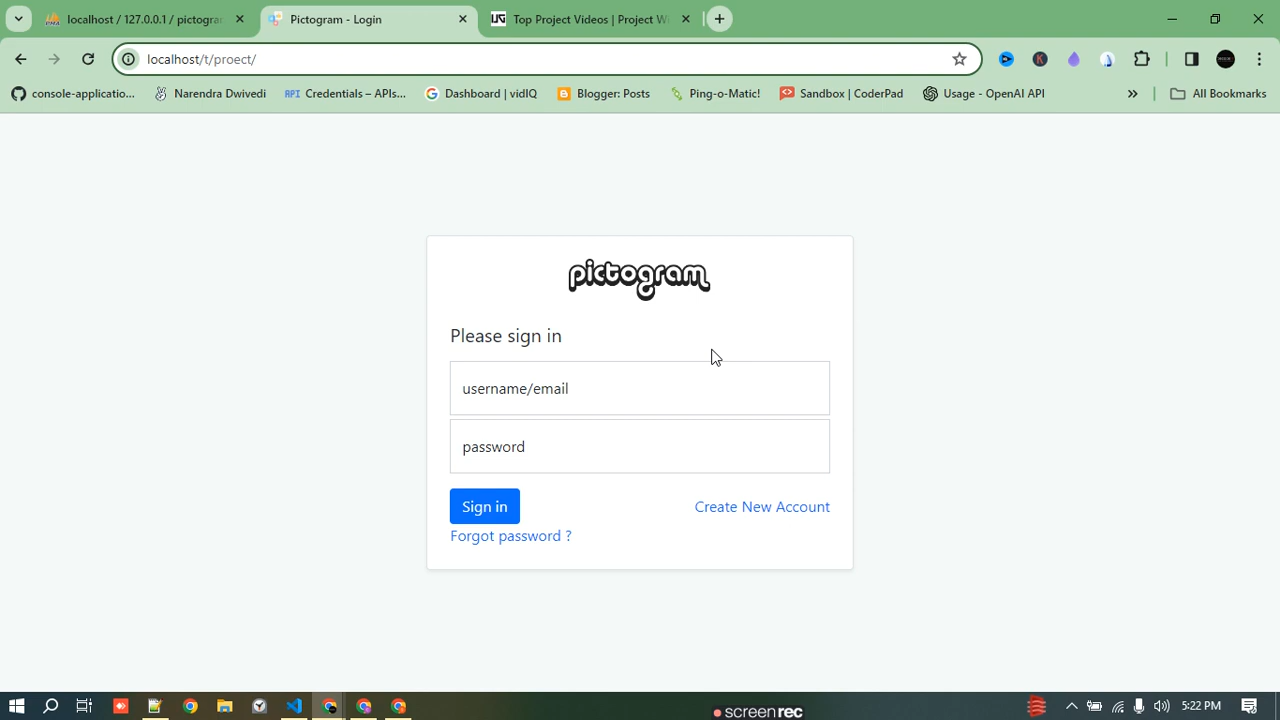 localhost / 127.0.0.1 / pictogra
Pictogram - Login
Top Project Videos | Project Wi
localhost/t/proect/
console-applicatio...
Narendra Dwivedi
API Credentials – APIs...
Dashboard | vidIQ
Blogger: Posts
Ping-o-Matic!
Sandbox | CoderPad
Usage - OpenAI API
»
All Bookmarks
pictogram
Please sign in
username/email
password
Sign in
Create New Account
Forgot password ?
5:22 PM
screenrec